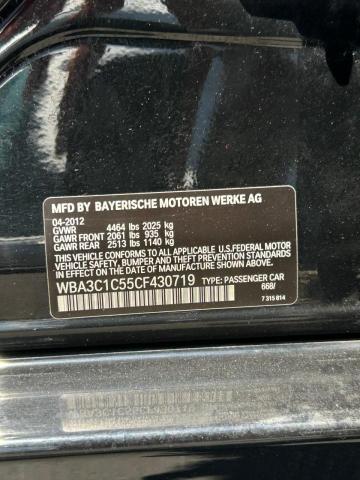 MFD BY BAYERISCHE MOTOREN WERKE AG
04-2012
GVWR 4464 lbs 2025 kg
GAWR FRONT 2061 lbs 935 kg
GAWR REAR 2513 lbs 1140 kg
THIS VEHICLE CONFORMS TO ALL APPLICABLE U.S. FEDERAL MOTOR
VEHICLE SAFETY, BUMPER AND THEFT PREVENTION STANDARDS IN
EFFECT ON THE DATE OF MANUFACTURE SHOWN ABOVE.
WBA3C1C55CF430719 TYPE: PASSENGER CAR
668/
7 315 814